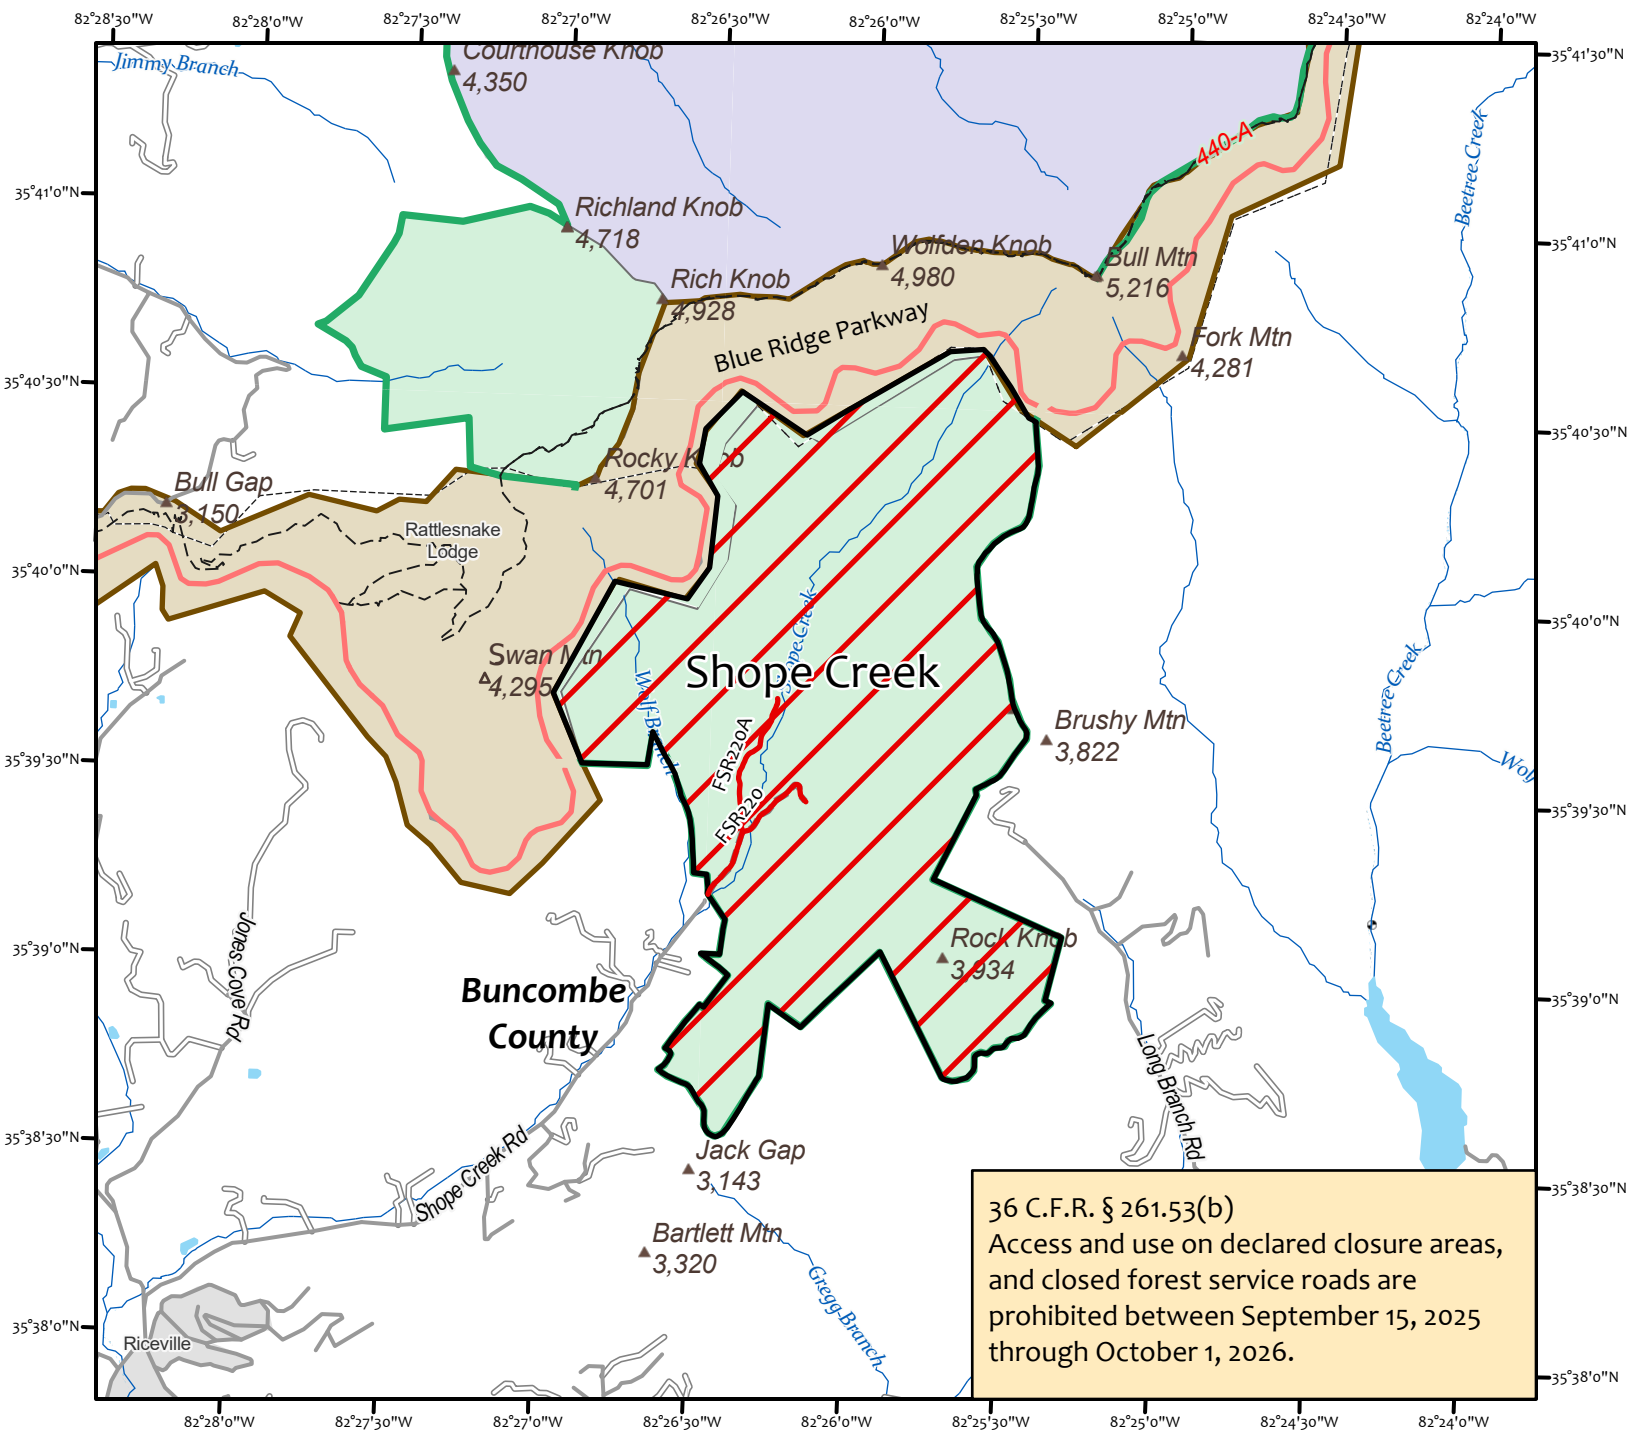 82°28'30"W 82°28'0"W 82°27'30"W 82°27'0"W 82°26'30"W 82°26'0"W 82°25'30"W 82°25'0"W 82°24'30"W 82°24'0"W
Courthouse Knob
4,350
Jimmy Branch
35°41'30"N
440-A
Beetree Creek
35°41'0"N
Richland Knob
4,718
Wolfden Knob
4,980
35°41'0"N
Bull Mtn
5,216
Rich Knob
4,928
Blue Ridge Parkway
Fork Mtn
4,281
35°40'30"N
35°40'30"N
Rocky Knob
4,701
Bull Gap
3,150
Rattlesnake
Lodge
35°40'0"N
35°40'0"N
Shope Creek
Swan Mtn
4,295
Shope Creek
Wolf Branch
Beetree Creek
Brushy Mtn
3,822
35°39'30"N
FSR220A
FSR220
Wolf
35°39'30"N
Jones Cove Rd
Rock Knob
3,934
35°39'0"N
Buncombe
County
35°39'0"N
Long Branch Rd
35°38'30"N
Shope Creek Rd
Jack Gap
3,143
35°38'30"N
Bartlett Mtn
3,320
Gregg Branch
36 C.F.R. § 261.53(b)
Access and use on declared closure areas,
and closed forest service roads are
prohibited between September 15, 2025
through October 1, 2026.
35°38'0"N
Riceville
35°38'0"N
82°28'0"W 82°27'30"W 82°27'0"W 82°26'30"W 82°26'0"W 82°25'30"W 82°25'0"W 82°24'30"W 82°24'0"W